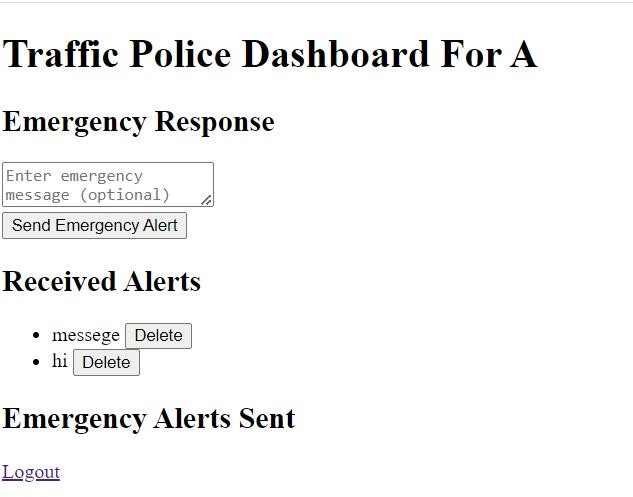 Traffic Police Dashboard For A
Emergency Response
Enter emergency
message (optional)
Send Emergency Alert
Received Alerts
messege Delete
hi Delete
Emergency Alerts Sent
Logout